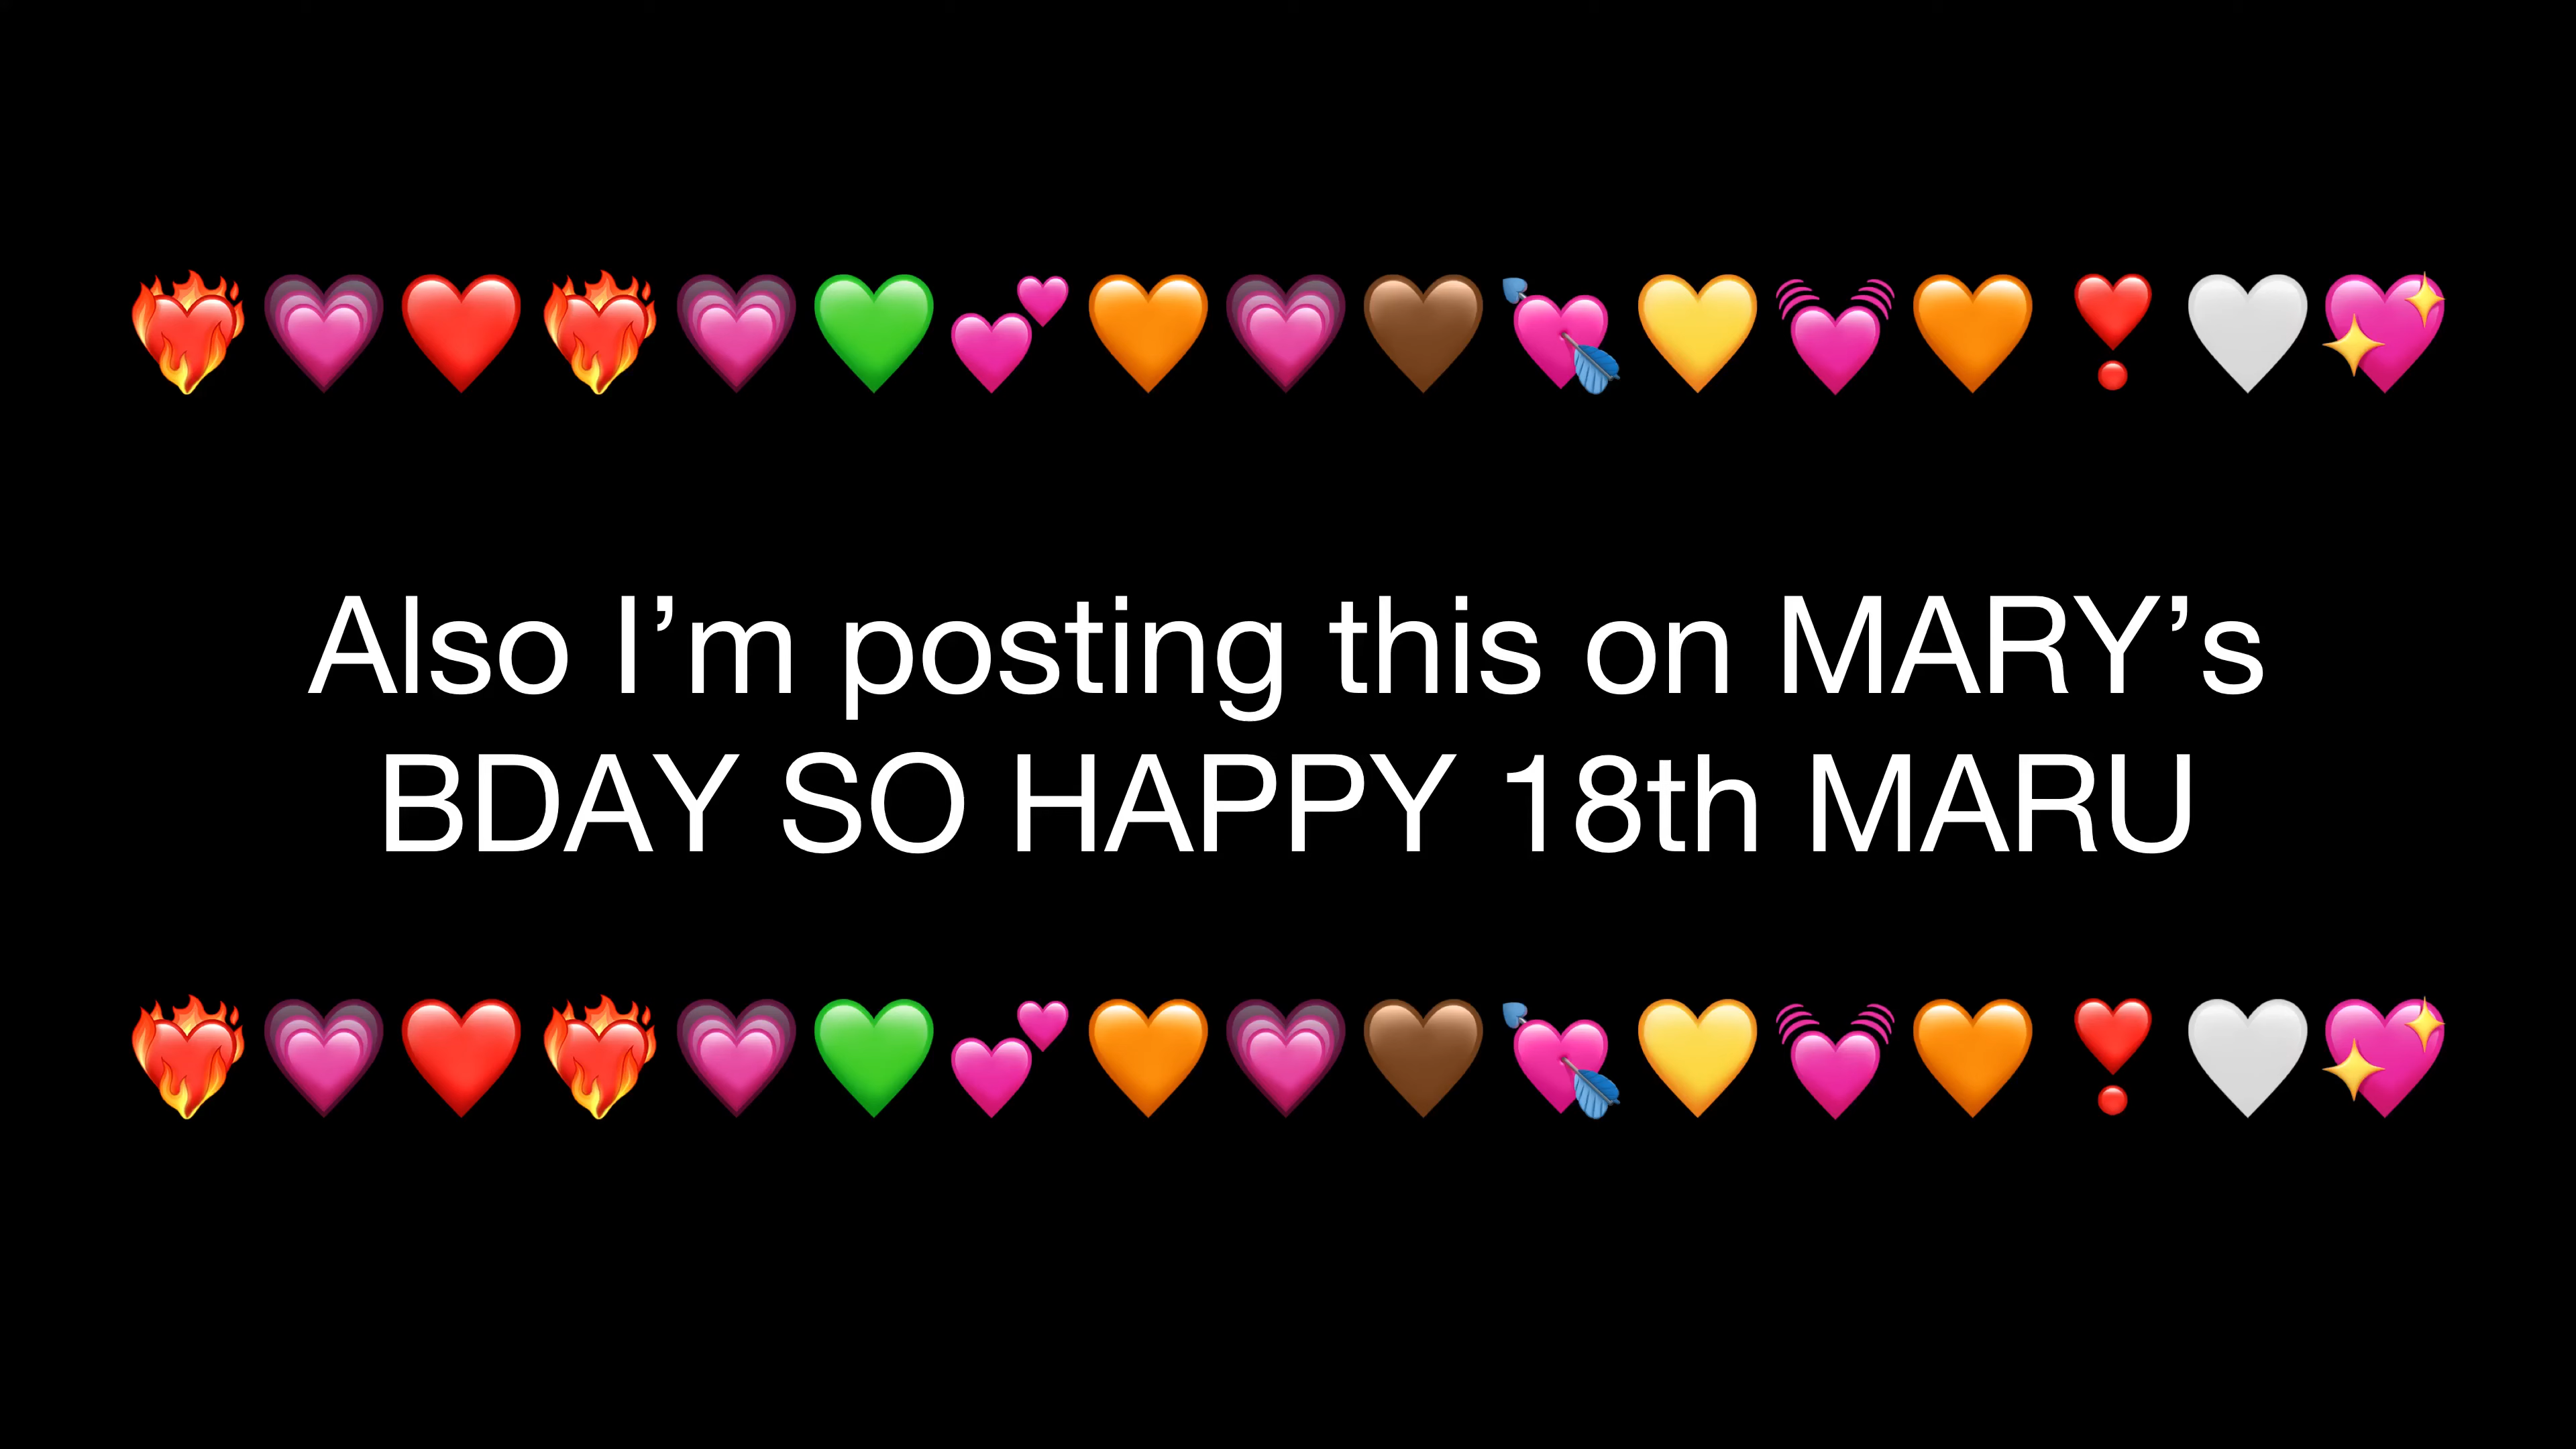 ❤️‍🔥💗❤️❤️‍🔥💗💚💕🧡💗🤎💘💛💓🧡❣️🤍💖
Also I’m posting this on MARY’s
BDAY SO HAPPY 18th MARU
❤️‍🔥💗❤️❤️‍🔥💗💚💕🧡💗🤎💘💛💓🧡❣️🤍💖